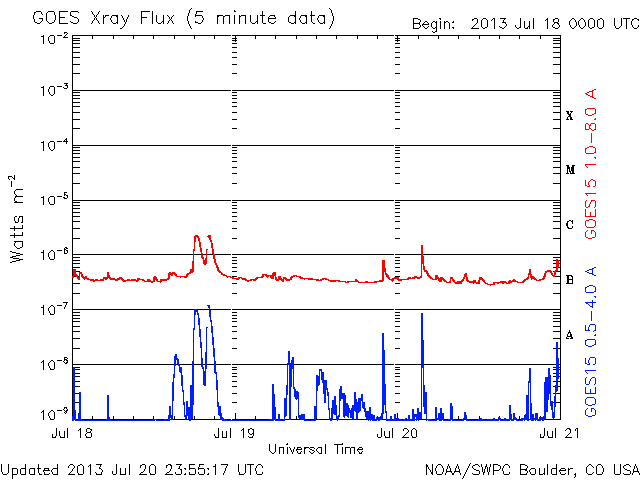 GOES Xray Flux (5 minute data)
Begin: 2013 Jul 18 0000 UTC
10⁻²
10⁻³
10⁻⁴
10⁻⁵
10⁻⁶
10⁻⁷
10⁻⁸
10⁻⁹
Watts m⁻²
X
M
C
B
A
GOES15 1.0-8.0 A
GOES15 0.5-4.0 A
Jul 18
Jul 19
Jul 20
Jul 21
Universal Time
Updated 2013 Jul 20 23:55:17 UTC
NOAA/SWPC Boulder, CO USA